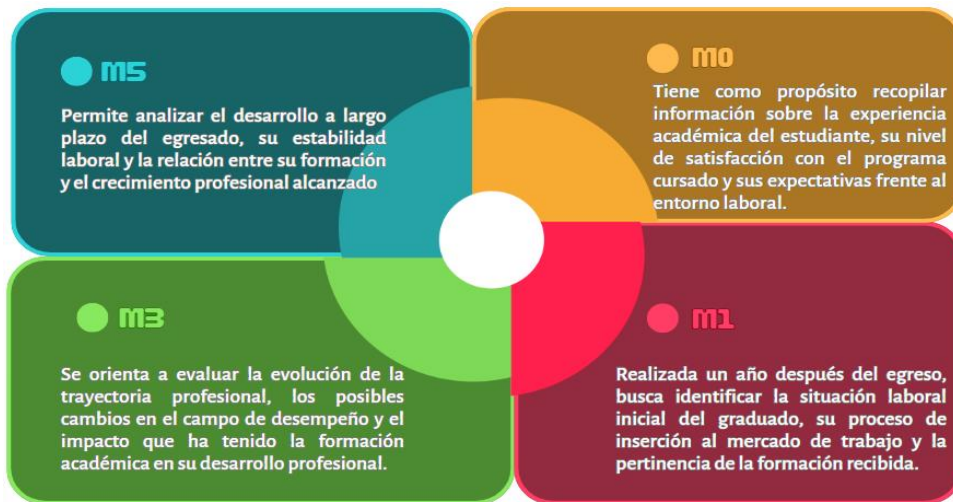 M5
Permite analizar el desarrollo a largo
plazo del egresado, su estabilidad
laboral y la relación entre su formación
y el crecimiento profesional alcanzado
M0
Tiene como propósito recopilar
información sobre la experiencia
académica del estudiante, su nivel
de satisfacción con el programa
cursado y sus expectativas frente al
entorno laboral.
M3
Se orienta a evaluar la evolución de la
trayectoria profesional, los posibles
cambios en el campo de desempeño y el
impacto que ha tenido la formación
académica en su desarrollo profesional.
M1
Realizada un año después del egreso,
busca identificar la situación laboral
inicial del graduado, su proceso de
inserción al mercado de trabajo y la
pertinencia de la formación recibida.